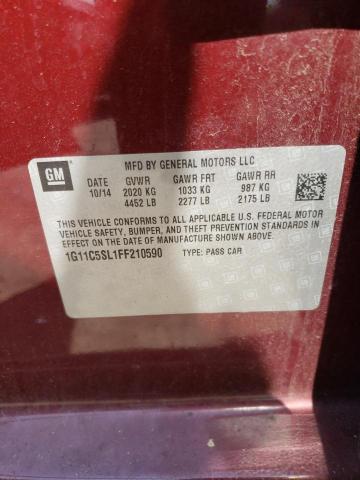 GM
MFD BY GENERAL MOTORS LLC
DATE GVWR GAWR FRT GAWR RR
10/14 2020 KG 1033 KG 987 KG
4452 LB 2277 LB 2175 LB
THIS VEHICLE CONFORMS TO ALL APPLICABLE U.S. FEDERAL MOTOR
VEHICLE SAFETY, BUMPER, AND THEFT PREVENTION STANDARDS IN
EFFECT ON THE DATE OF MANUFACTURE SHOWN ABOVE.
1G11C5SL1FF210590 TYPE: PASS CAR